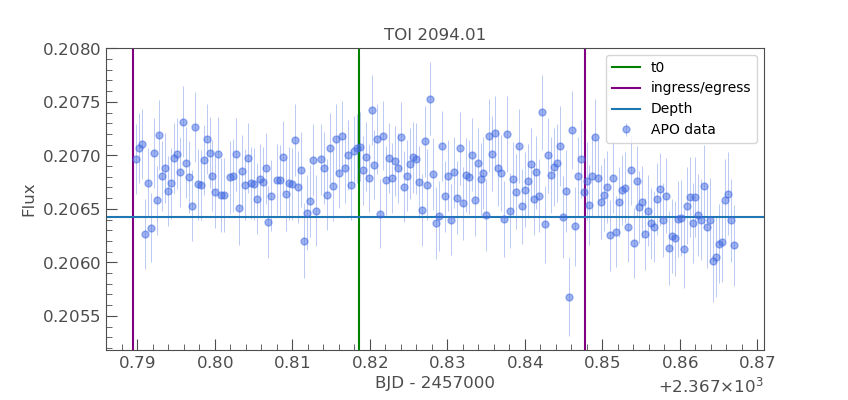 TOI 2094.01
0.2080
0.2075
0.2070
0.2065
0.2060
0.2055
Flux
t0
ingress/egress
Depth
APO data
0.79 0.80 0.81 0.82 0.83 0.84 0.85 0.86 0.87
BJD - 2457000
+2.367×10³